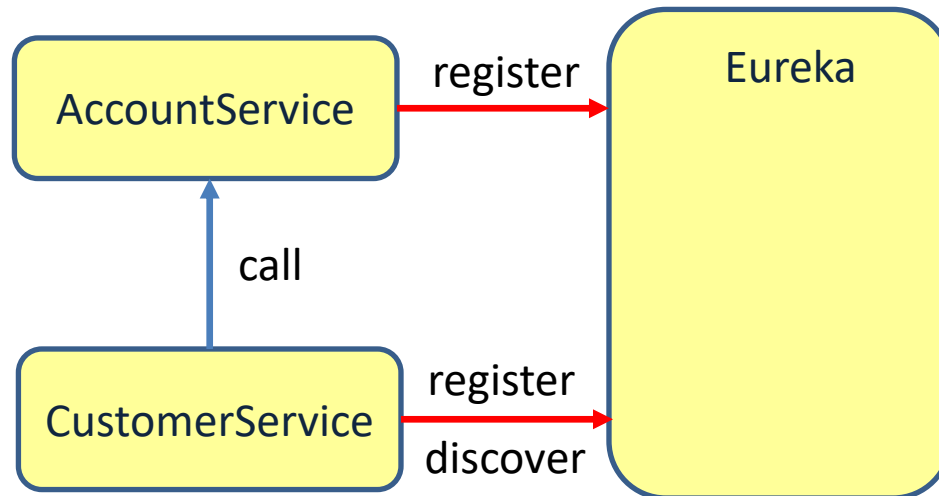 register
Eureka
AccountService
call
register
CustomerService
discover